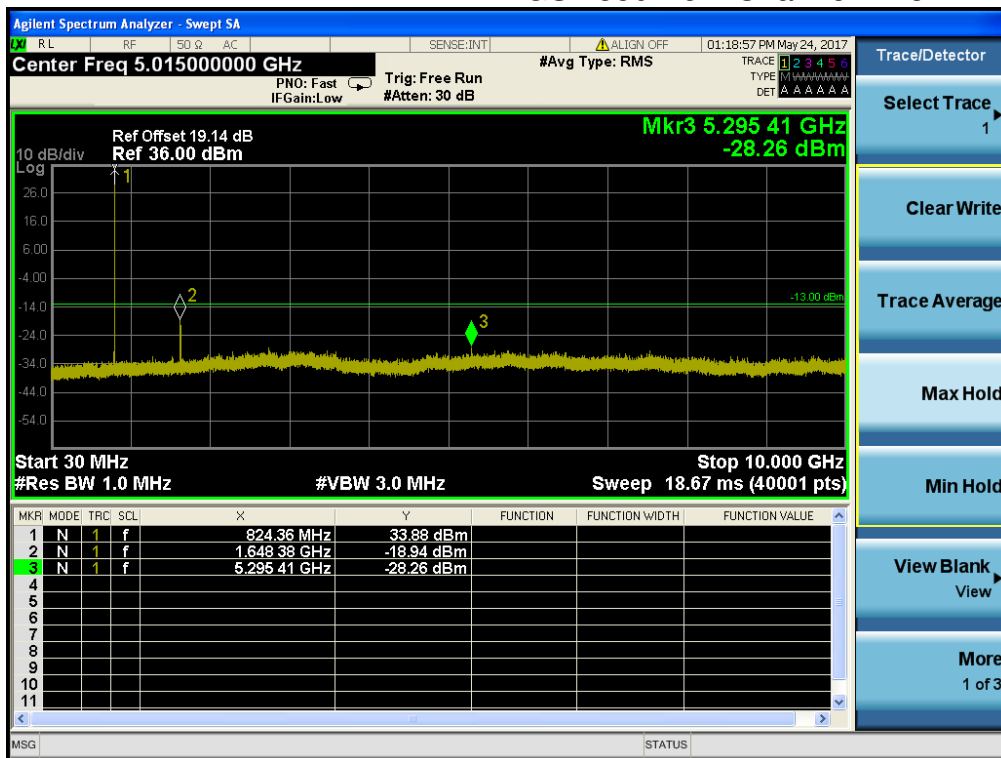 Agilent Spectrum Analyzer - Swept SA
LXI RL RF 50 Ω AC SENSE:INT ALIGN OFF 01:18:57 PM May 24, 2017
Center Freq 5.015000000 GHz #Avg Type: RMS TRACE 1 2 3 4 5 6
PNO: Fast Trig: Free Run TYPE M
IFGain:Low #Atten: 30 dB DET A A A A A A
Ref Offset 19.14 dB Mkr3 5.295 41 GHz
10 dB/div Ref 36.00 dBm -28.26 dBm
Log
1
26.0
16.0
6.00
-4.00
2
-13.00 dBm
-14.0
3
-24.0
-34.0
-44.0
-54.0
Start 30 MHz Stop 10.000 GHz
#Res BW 1.0 MHz #VBW 3.0 MHz Sweep 18.67 ms (40001 pts)
MKR MODE TRC SCL X Y FUNCTION FUNCTION WIDTH FUNCTION VALUE
1 N 1 f 824.36 MHz 33.88 dBm
2 N 1 f 1.648 38 GHz -18.94 dBm
3 N 1 f 5.295 41 GHz -28.26 dBm
4
5
6
7
8
9
10
11
MSG STATUS
Trace/Detector
Select Trace
1
Clear Write
Trace Average
Max Hold
Min Hold
View Blank
View
More
1 of 3